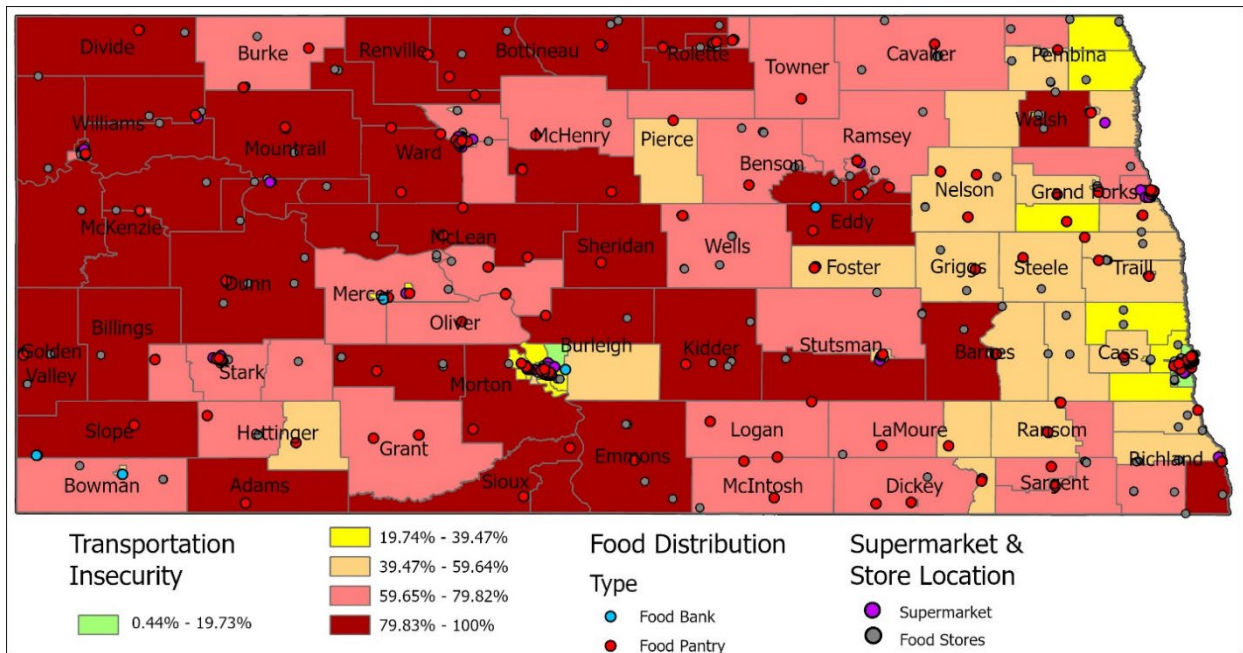 Divide
Burke
Renville
Bottineau
Rolette
Towner
Cavalier
Pembina
Williams
Mountrail
Ward
McHenry
Pierce
Benson
Ramsey
Walsh
Nelson
Grand Forks
McKenzie
Dunn
McLean
Sheridan
Wells
Eddy
Foster
Griggs
Steele
Traill
Mercer
Oliver
Billings
Golden
Valley
Stark
Morton
Burleigh
Kidder
Stutsman
Barnes
Cass
Slope
Hettinger
Grant
Emmons
Logan
LaMoure
Ransom
Richland
Bowman
Adams
Sioux
McIntosh
Dickey
Sargent
Transportation
Insecurity
0.44% - 19.73%
19.74% - 39.47%
39.47% - 59.64%
59.65% - 79.82%
79.83% - 100%
Food Distribution
Type
Food Bank
Food Pantry
Supermarket &
Store Location
Supermarket
Food Stores